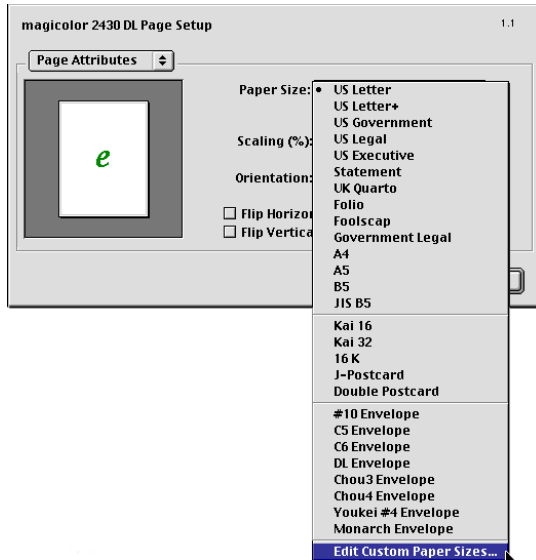 magicolor 2430 DL Page Setup
1.1
Page Attributes
e
Paper Size:
Scaling (%):
Orientation:
Flip Horizo
Flip Vertica
• US Letter
US Letter+
US Government
US Legal
US Executive
Statement
UK Quarto
Folio
Foolscap
Government Legal
A4
A5
B5
JIS B5
Kai 16
Kai 32
16 K
J-Postcard
Double Postcard
#10 Envelope
C5 Envelope
C6 Envelope
DL Envelope
Chou3 Envelope
Chou4 Envelope
Youkei #4 Envelope
Monarch Envelope
Edit Custom Paper Sizes...